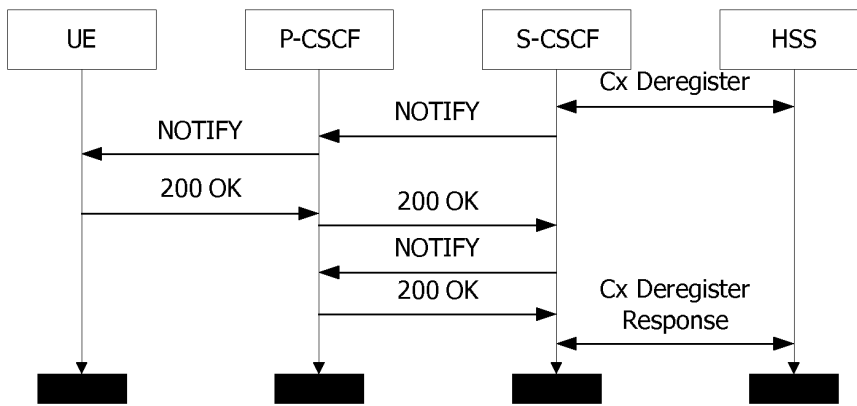 UE
P-CSCF
S-CSCF
HSS
Cx Deregister
NOTIFY
NOTIFY
200 OK
200 OK
NOTIFY
200 OK
Cx Deregister
Response